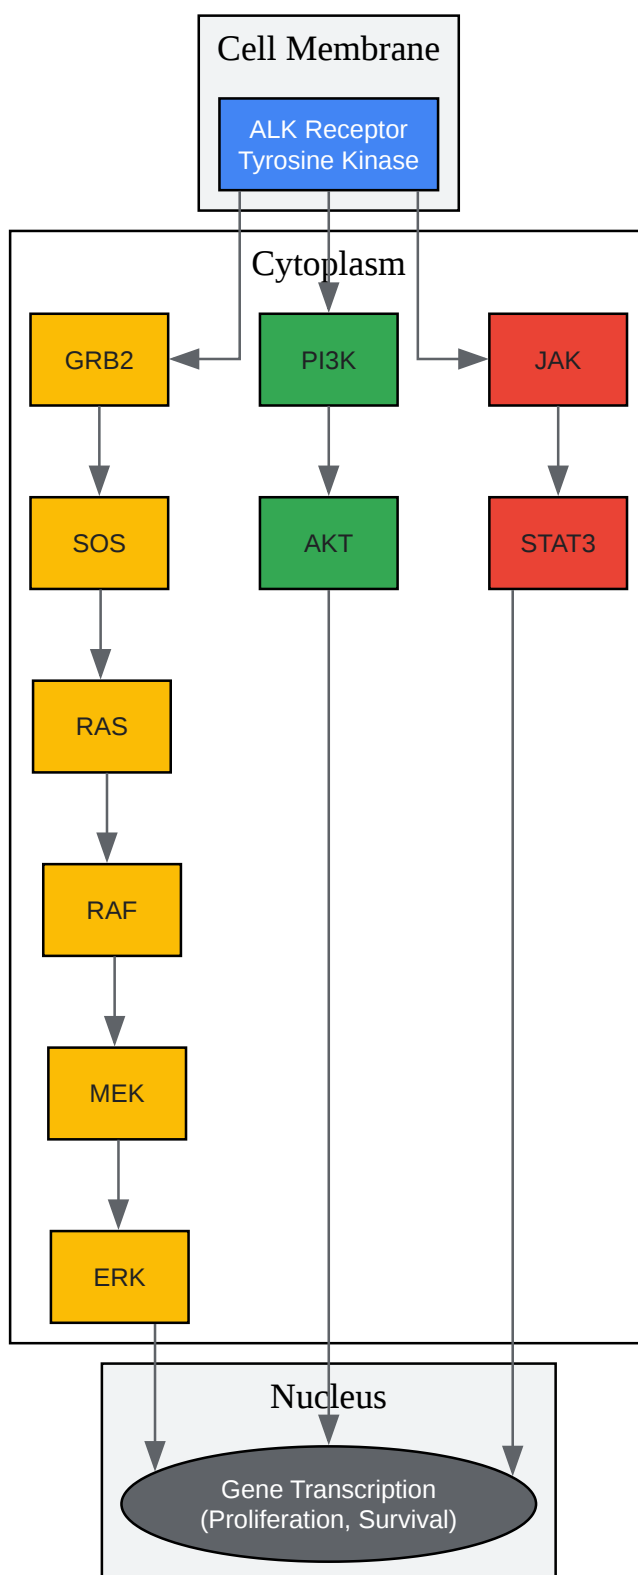 Cell Membrane
ALK Receptor
Tyrosine Kinase
Cytoplasm
GRB2
PI3K
JAK
SOS
AKT
STAT3
RAS
RAF
MEK
ERK
Nucleus
Gene Transcription
(Proliferation, Survival)